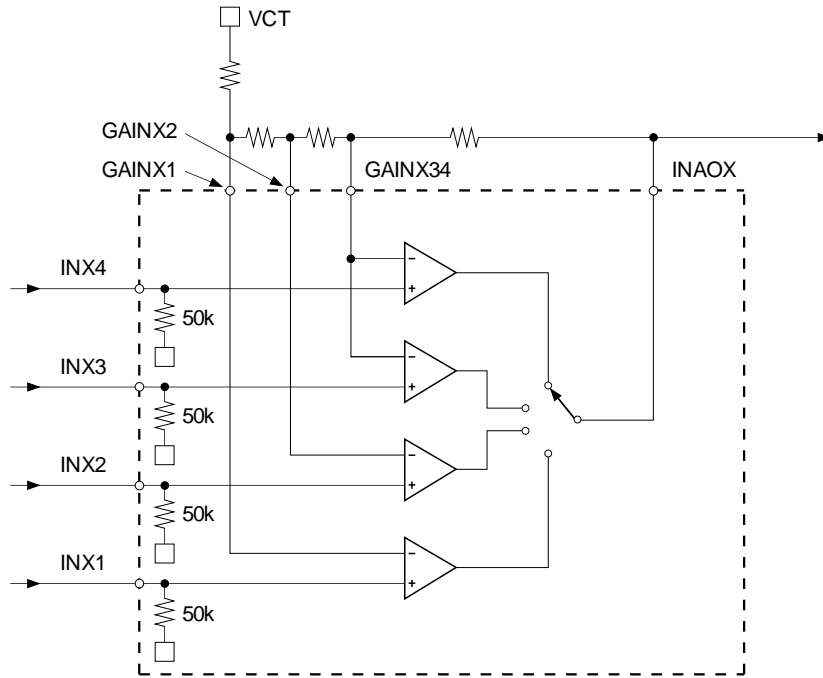 VCT
GAINX2
GAINX1
GAINX34
INAOX
INX4
50k
INX3
50k
INX2
50k
INX1
50k